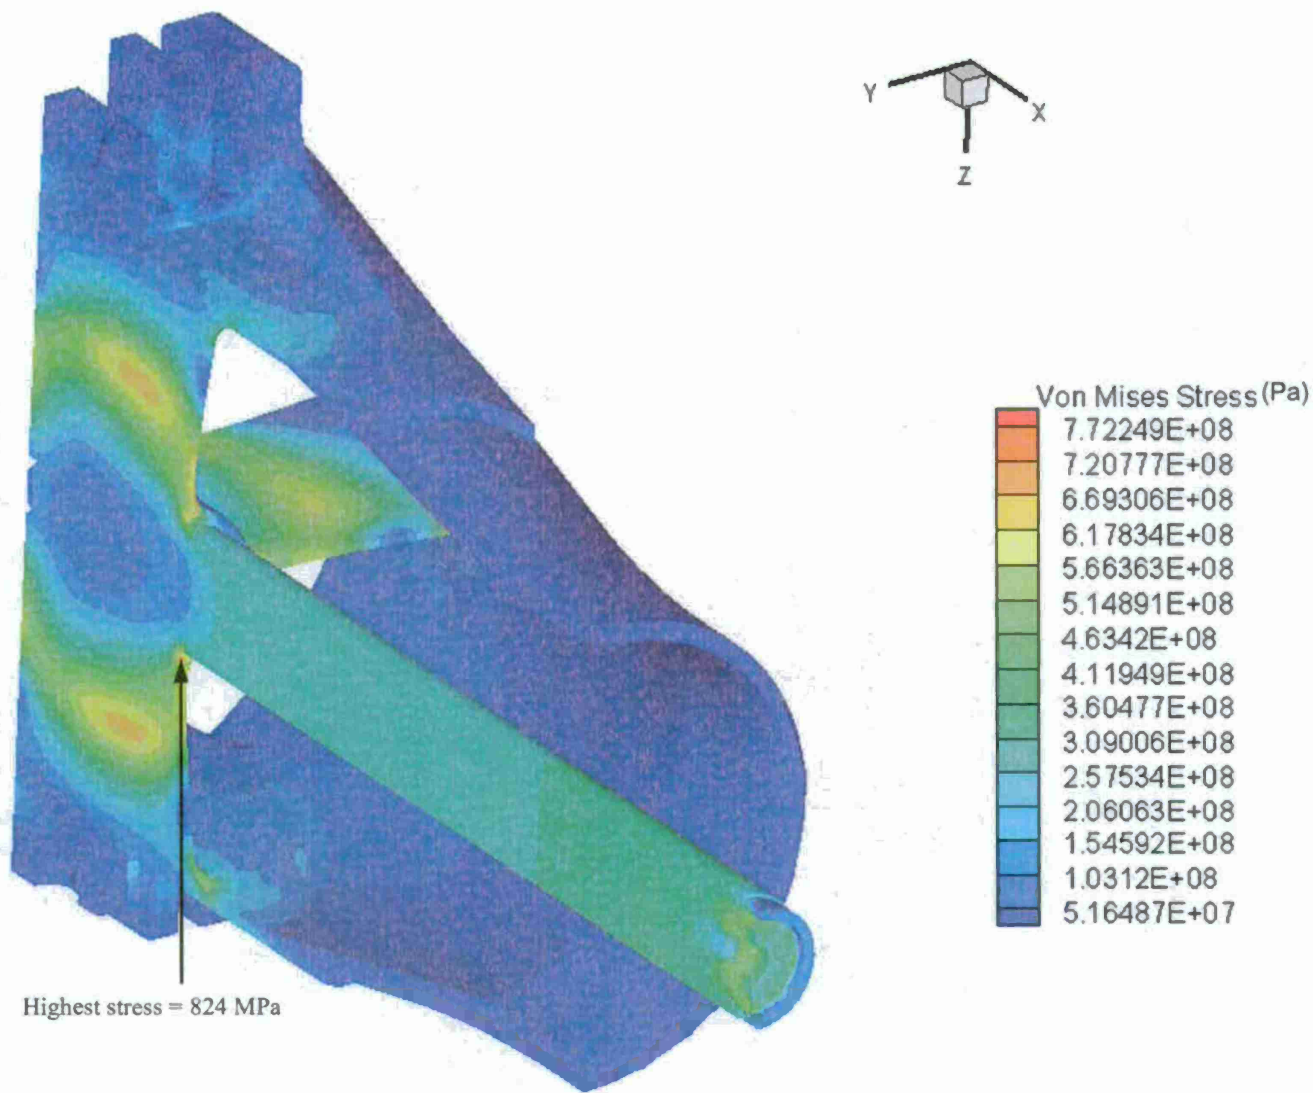 Y
X
Z
Von Mises Stress (Pa)
7.72249E+08
7.20777E+08
6.69306E+08
6.17834E+08
5.66363E+08
5.14891E+08
4.6342E+08
4.11949E+08
3.60477E+08
3.09006E+08
2.57534E+08
2.06063E+08
1.54592E+08
1.0312E+08
5.16487E+07
Highest stress = 824 MPa